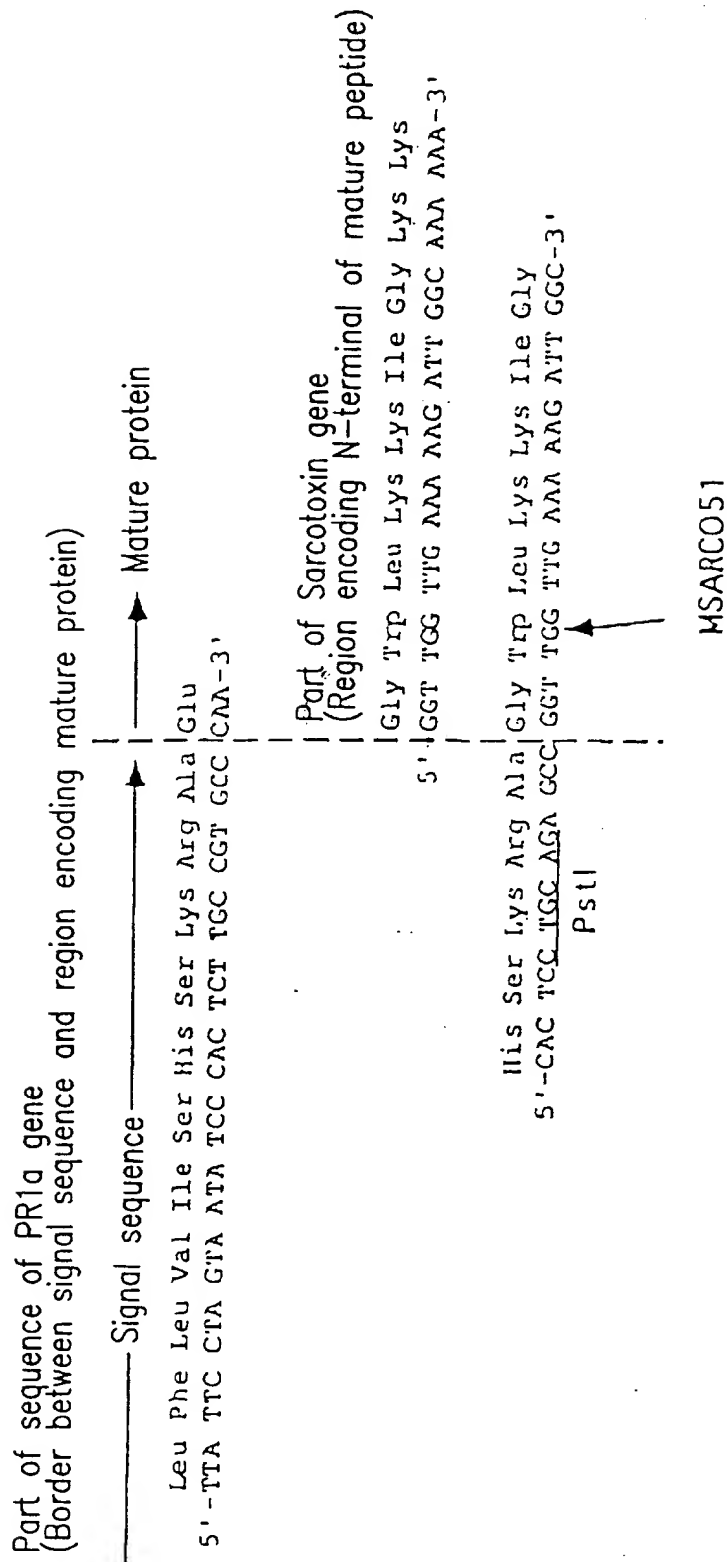 Part of sequence of PR1a gene
(Border between signal sequence and region encoding mature protein)
Signal sequence
Mature protein
Leu Phe Leu Val Ile Ser His Ser Lys Arg Ala Glu
5'-TTA TTC CTA GTA ATA TCC CAC TCT TGC CGT GCC CAA-3'
Part of Sarcotoxin gene
(Region encoding N-terminal of mature peptide)
Gly Trp Leu Lys Lys Ile Gly Lys Lys
5'-GGT TGG TTG AAA AAG ATT GGC AAA AAA-3'
His Ser Lys Arg Ala Gly Trp Leu Lys Lys Ile Gly
5'-CAC TCC TGC AGA GCC GGT TGG TTG AAA AAG ATT GGC-3'
PstI
MSARCO51